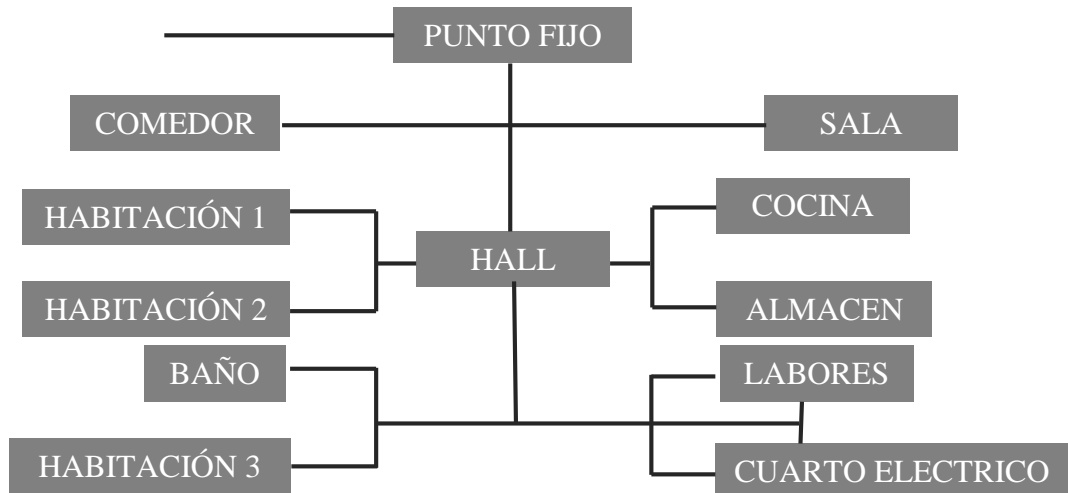 PUNTO FIJO
COMEDOR
SALA
HABITACIÓN 1
COCINA
HALL
HABITACIÓN 2
ALMACEN
BAÑO
LABORES
HABITACIÓN 3
CUARTO ELECTRICO